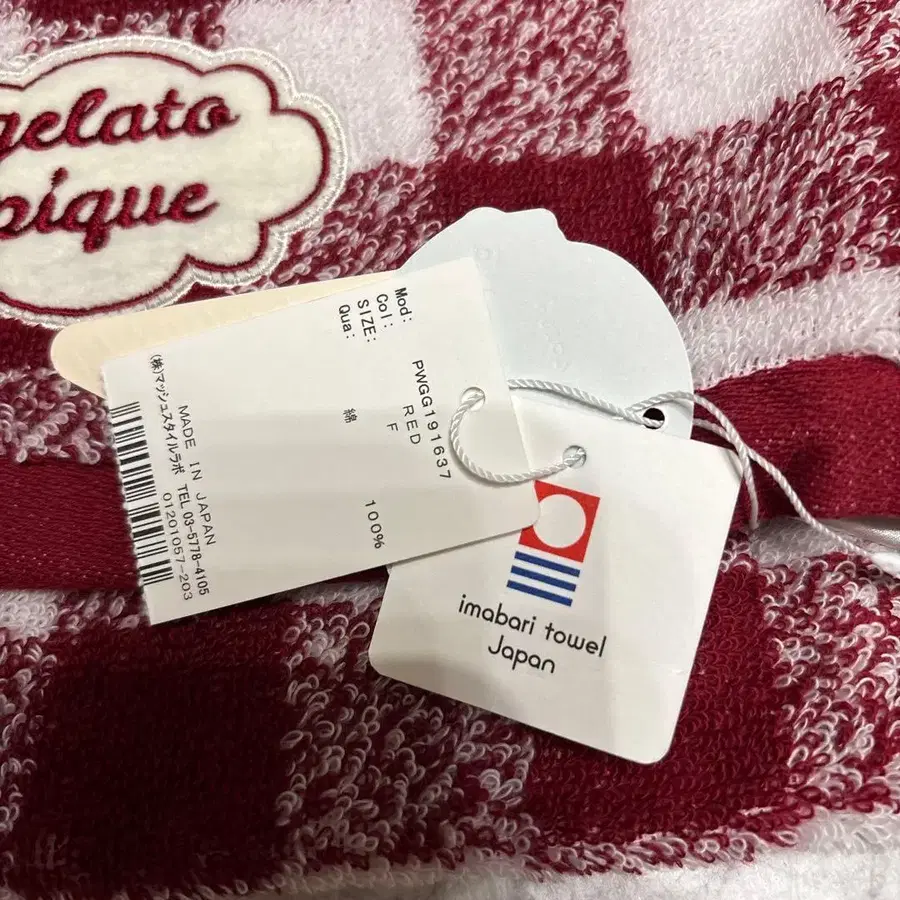 gelato
pique
Mod: PWGG191637
Col: RED
SIZE: F
Qua: 綿 100%
MADE IN JAPAN
(株)マッシュスタイルラボ TEL 03-5778-4105
01201057-203
imabari towel
Japan